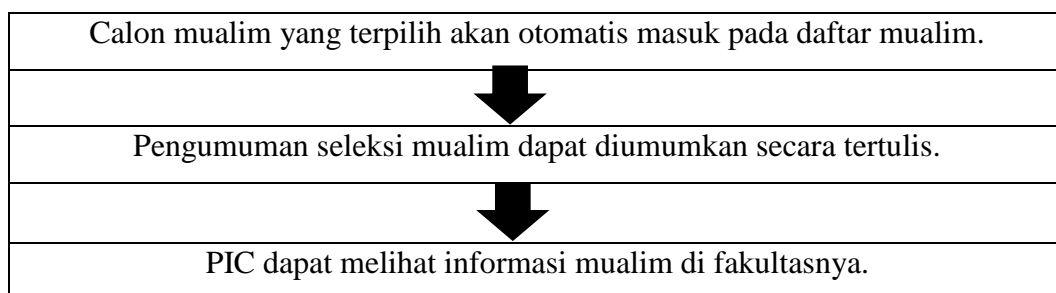 Calon mualim yang terpilih akan otomatis masuk pada daftar mualim.
Pengumuman seleksi mualim dapat diumumkan secara tertulis.
PIC dapat melihat informasi mualim di fakultasnya.